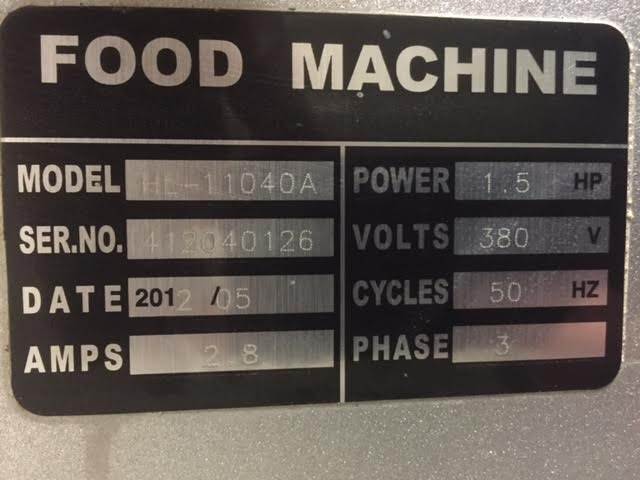 FOOD MACHINE
MODEL HL-11040A
SER.NO. 412040126
DATE 2012 / 05
AMPS 2.8
POWER 1.5 HP
VOLTS 380 V
CYCLES 50 HZ
PHASE 3